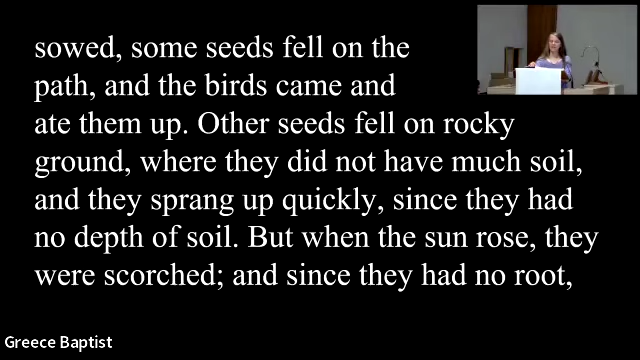 sowed, some seeds fell on the
path, and the birds came and
ate them up. Other seeds fell on rocky
ground, where they did not have much soil,
and they sprang up quickly, since they had
no depth of soil. But when the sun rose, they
were scorched; and since they had no root,
Greece Baptist